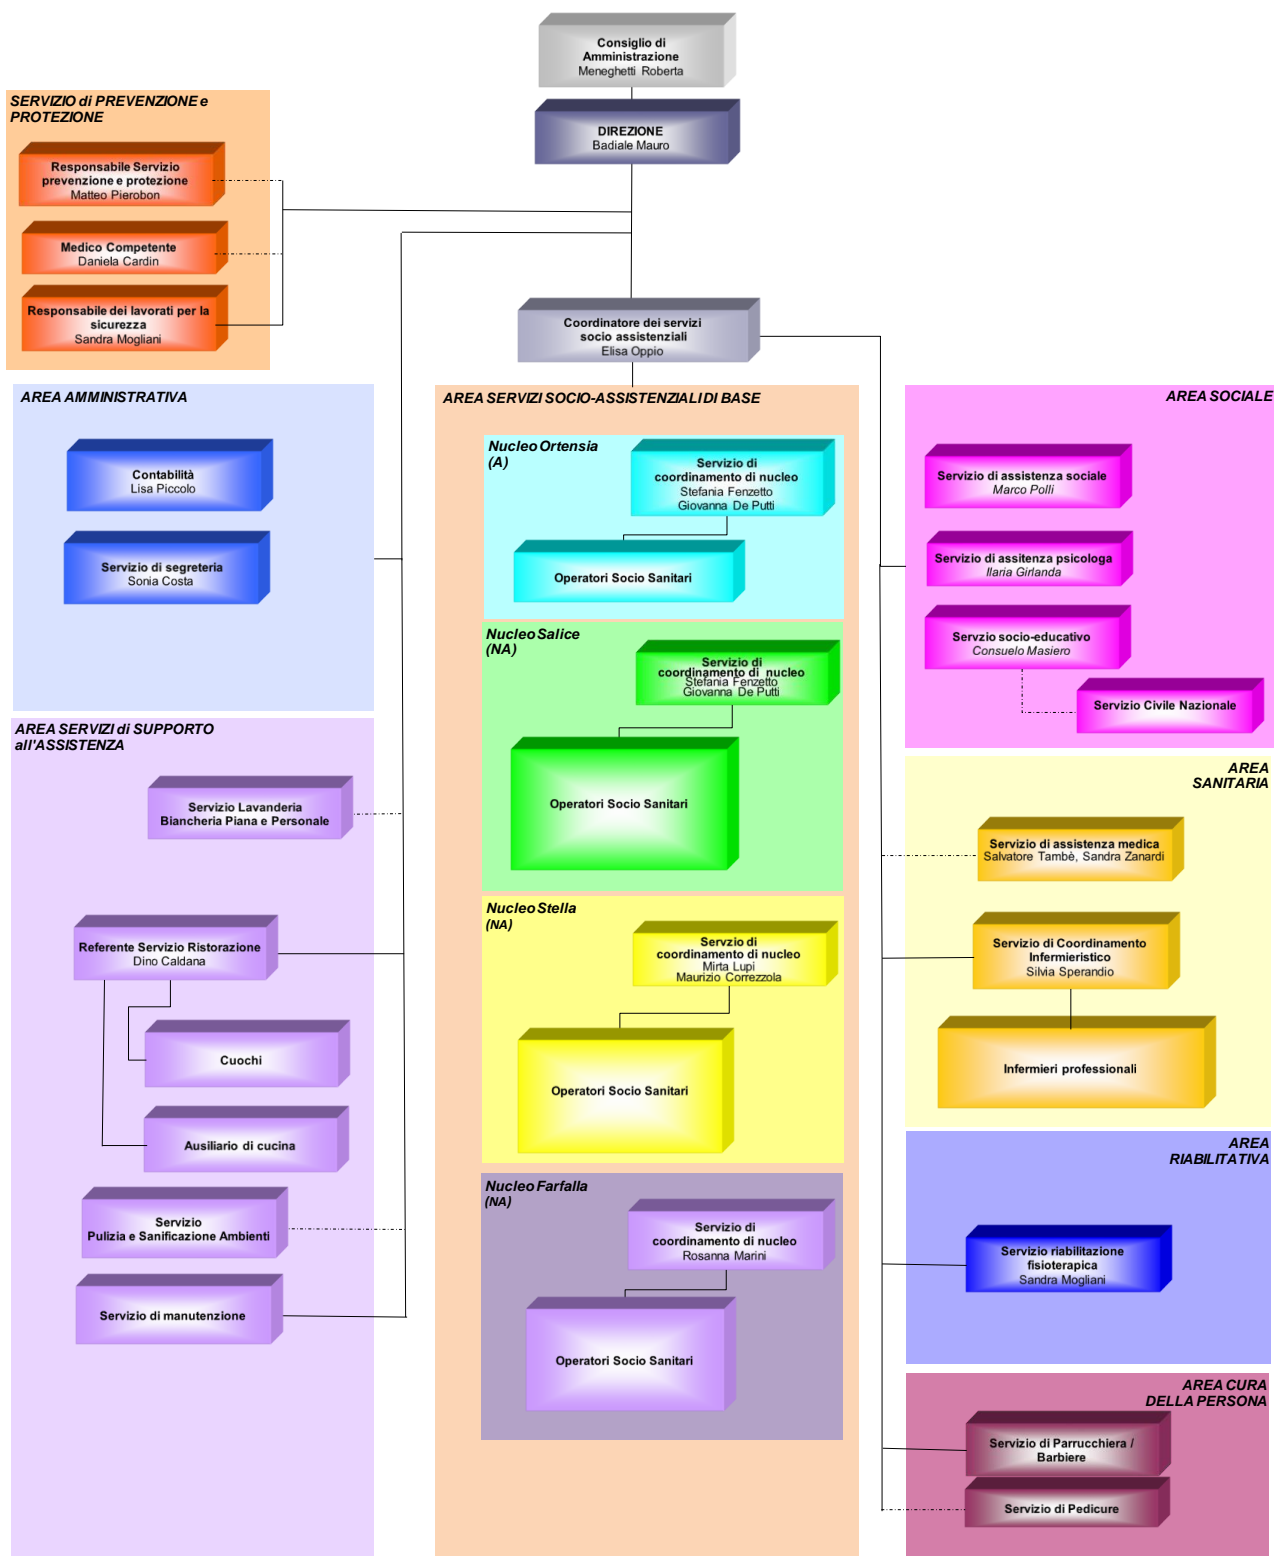 Consiglio di
Amministrazione
Meneghetti Roberta
DIREZIONE
Badiale Mauro
SERVIZIO di PREVENZIONE e
PROTEZIONE
Responsabile Servizio
prevenzione e protezione
Matteo Pierobon
Medico Competente
Daniela Cardin
Responsabile dei lavorati per la
sicurezza
Sandra Mogliani
Coordinatore dei servizi
socio assistenziali
Elisa Oppio
AREA AMMINISTRATIVA
Contabilità
Lisa Piccolo
Servizio di segreteria
Sonia Costa
AREA SERVIZI di SUPPORTO
all'ASSISTENZA
Servizio Lavanderia
Biancheria Piana e Personale
Referente Servizio Ristorazione
Dino Caldana
Cuochi
Ausiliario di cucina
Servizio
Pulizia e Sanificazione Ambienti
Servizio di manutenzione
AREA SERVIZI SOCIO-ASSISTENZIALI DI BASE
Nucleo Ortensia
(A)
Servizio di
coordinamento di nucleo
Stefania Fenzetto
Giovanna De Putti
Operatori Socio Sanitari
Nucleo Salice
(NA)
Servizio di
coordinamento di nucleo
Stefania Fenzetto
Giovanna De Putti
Operatori Socio Sanitari
Nucleo Stella
(NA)
Servzio di
coordinamento di nucleo
Mirta Lupi
Maurizio Correzzola
Operatori Socio Sanitari
Nucleo Farfalla
(NA)
Servizio di
coordinamento di nucleo
Rosanna Marini
Operatori Socio Sanitari
AREA SOCIALE
Servizio di assistenza sociale
Marco Polli
Servizio di assitenza psicologa
Ilaria Girlanda
Servzio socio-educativo
Consuelo Masiero
Servizio Civile Nazionale
AREA
SANITARIA
Servizio di assistenza medica
Salvatore Tambè, Sandra Zanardi
Servizio di Coordinamento
Infermieristico
Silvia Sperandio
Infermieri professionali
AREA
RIABILITATIVA
Servizio riabilitazione
fisioterapica
Sandra Mogliani
AREA CURA
DELLA PERSONA
Servizio di Parrucchiera /
Barbiere
Servizio di Pedicure